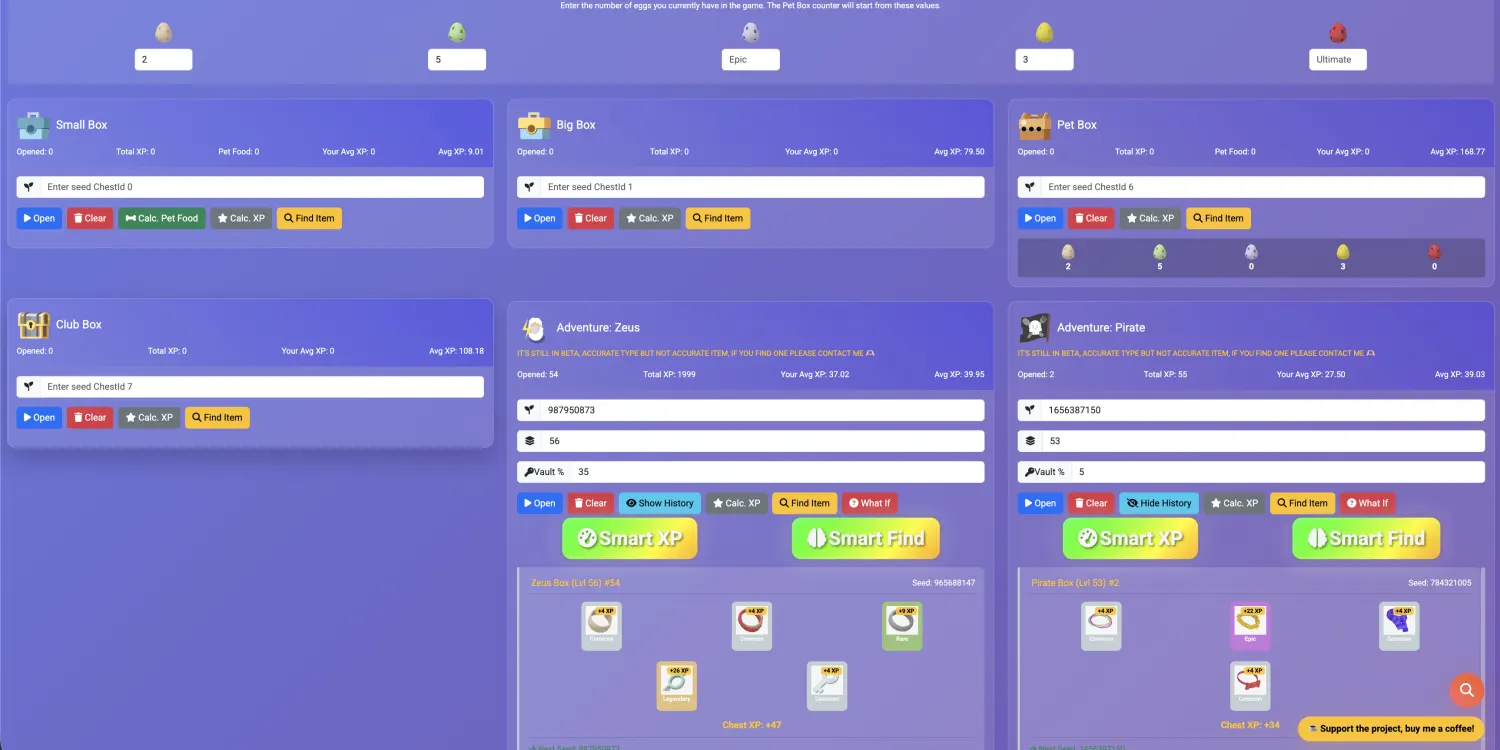 Enter the number of eggs you currently have in the game. The Pet Box counter will start from these values.
2
5
Epic
3
Ultimate
Small Box
Opened: 0 Total XP: 0 Pet Food: 0 Your Avg XP: 0 Avg XP: 9.01
Enter seed ChestId 0
Open Clear Calc. Pet Food Calc. XP Find Item
Big Box
Opened: 0 Total XP: 0 Your Avg XP: 0 Avg XP: 79.50
Enter seed ChestId 1
Open Clear Calc. XP Find Item
Pet Box
Opened: 0 Total XP: 0 Pet Food: 0 Your Avg XP: 0 Avg XP: 168.77
Enter seed ChestId 6
Open Clear Calc. XP Find Item
2 5 0 3 0
Club Box
Opened: 0 Total XP: 0 Your Avg XP: 0 Avg XP: 108.18
Enter seed ChestId 7
Open Clear Calc. XP Find Item
Adventure: Zeus
IT'S STILL IN BETA, ACCURATE TYPE BUT NOT ACCURATE ITEM, IF YOU FIND ONE PLEASE CONTACT ME
Opened: 54 Total XP: 1999 Your Avg XP: 37.02 Avg XP: 39.95
987950873
56
Vault % 35
Open Clear Show History Calc. XP Find Item What If
Smart XP Smart Find
Zeus Box (Lvl 56) #54 Seed: 965688147
+4 XP +4 XP +9 XP
Common Common Rare
+26 XP +4 XP
Legendary Common
Chest XP: +47
Next Seed: 987950873
Adventure: Pirate
IT'S STILL IN BETA, ACCURATE TYPE BUT NOT ACCURATE ITEM, IF YOU FIND ONE PLEASE CONTACT ME
Opened: 2 Total XP: 55 Your Avg XP: 27.50 Avg XP: 39.03
1656387150
53
Vault % 5
Open Clear Hide History Calc. XP Find Item What If
Smart XP Smart Find
Pirate Box (Lvl 53) #2 Seed: 784321005
+4 XP +22 XP +4 XP
Common Epic Common
+4 XP
Common
Chest XP: +34
Next Seed: 1656387150
Support the project, buy me a coffee!